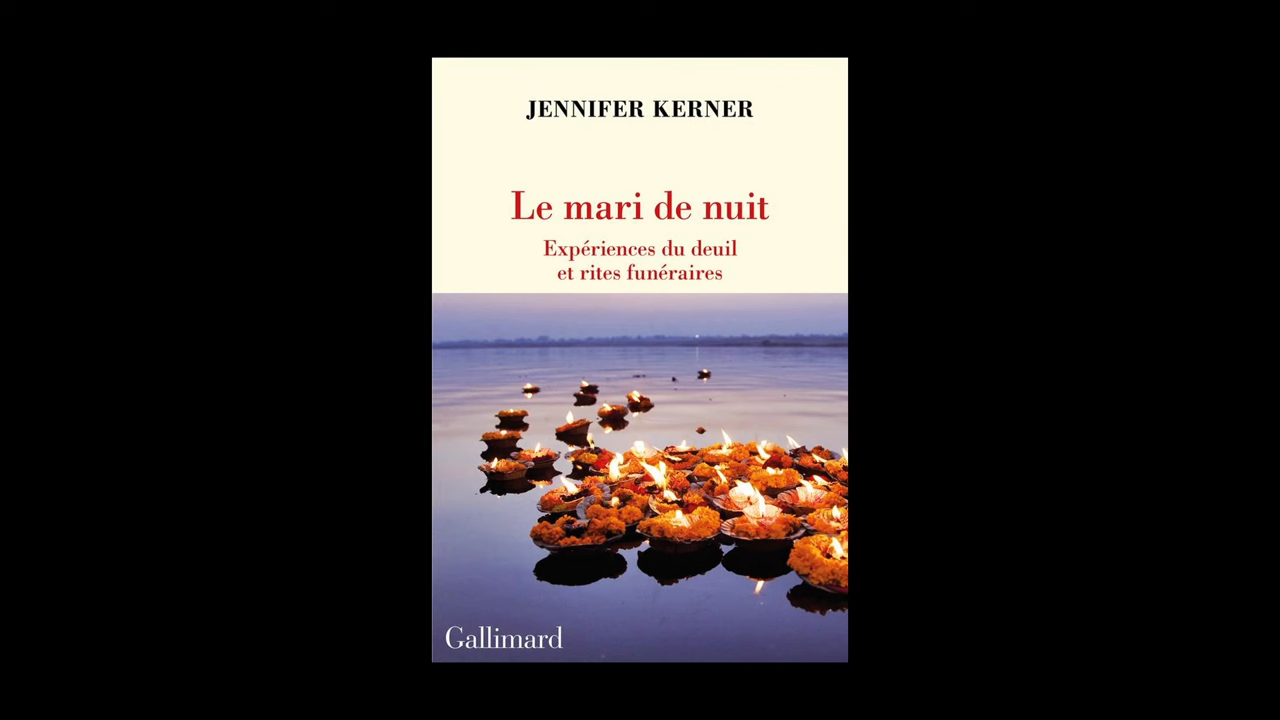 JENNIFER KERNER
Le mari de nuit
Expériences du deuil
et rites funéraires
Gallimard